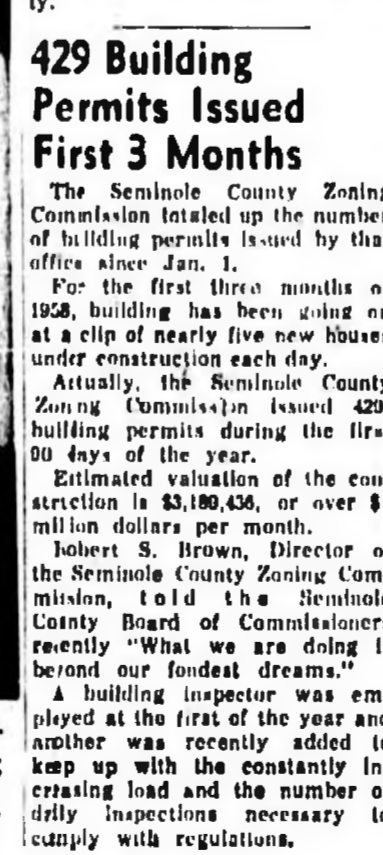 ty.
429 Building
Permits Issued
First 3 Months
The Seminole County Zoning
Commission totaled up the number
of building permits issued by that
office since Jan. 1.
For the first three months o
1958, building has been going on
at a clip of nearly five new houses
under construction each day.
Actually, the Seminole County
Zoning Commission issued 429
building permits during the firs
90 days of the year.
Estimated valuation of the con
struction is $3,189,436, or over $
million dollars per month.
Robert S. Brown, Director o
the Seminole County Zoning Com
mission, told the Seminole
County Board of Commissioners
recently "What we are doing i
beyond our fondest dreams."
A building inspector was em
ployed at the first of the year and
another was recently added to
keep up with the constantly in
creasing load and the number o
daily inspections necessary to
comply with regulations.